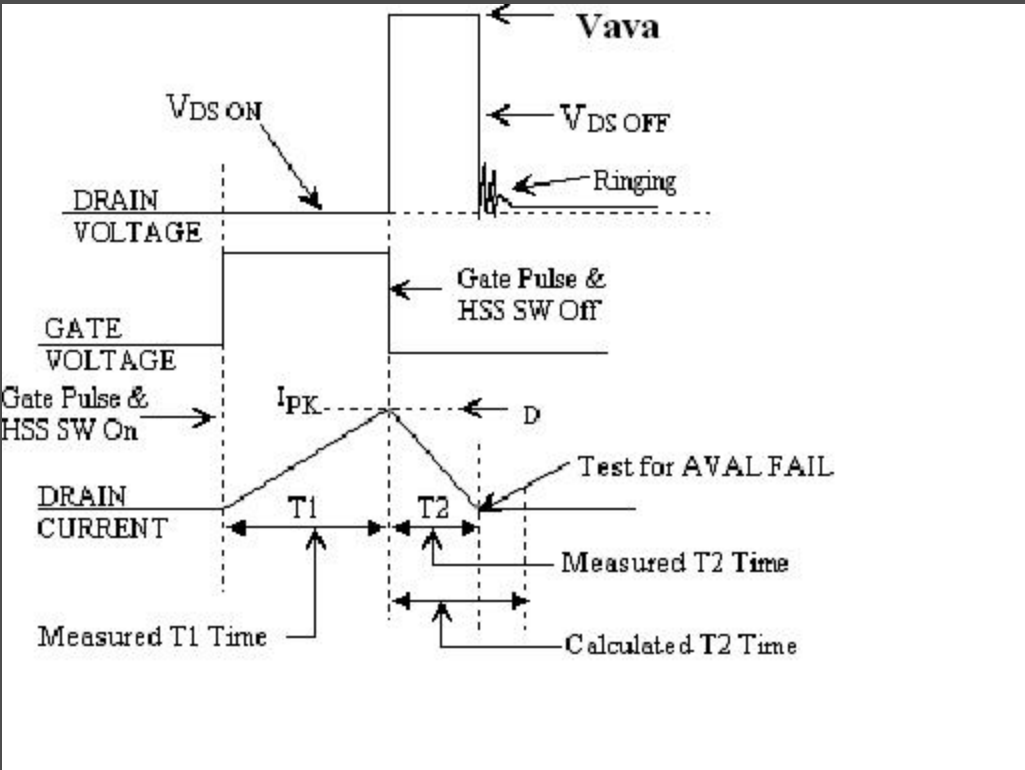 Vava
VDS ON
VDS OFF
Ringing
DRAIN
VOLTAGE
Gate Pulse &
HSS SW Off
GATE
VOLTAGE
Gate Pulse &
HSS SW On
IPK
D
Test for AVAL FAIL
DRAIN
CURRENT
T1
T2
Measured T2 Time
Measured T1 Time
Calculated T2 Time